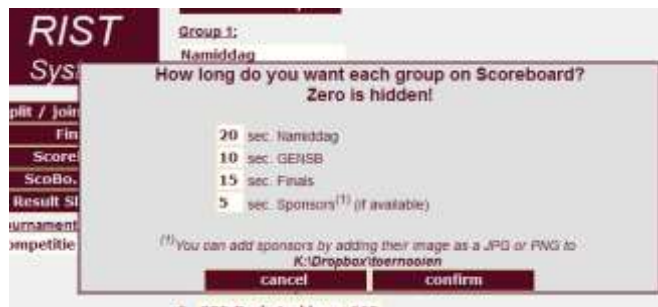 RIST
Group 1:
Namiddag
How long do you want each group on Scoreboard?
Zero is hidden!
20 sec. Namiddag
10 sec. GENSB
15 sec. Finals
5 sec. Sponsors(1) (if available)
(1)You can add sponsors by adding their image as a JPG or PNG to
K:\Dropbox\toernooien
cancel confirm
Sys
plit / join
Fin
Score
ScoBo.
Result Sl
urnament
ompetitie